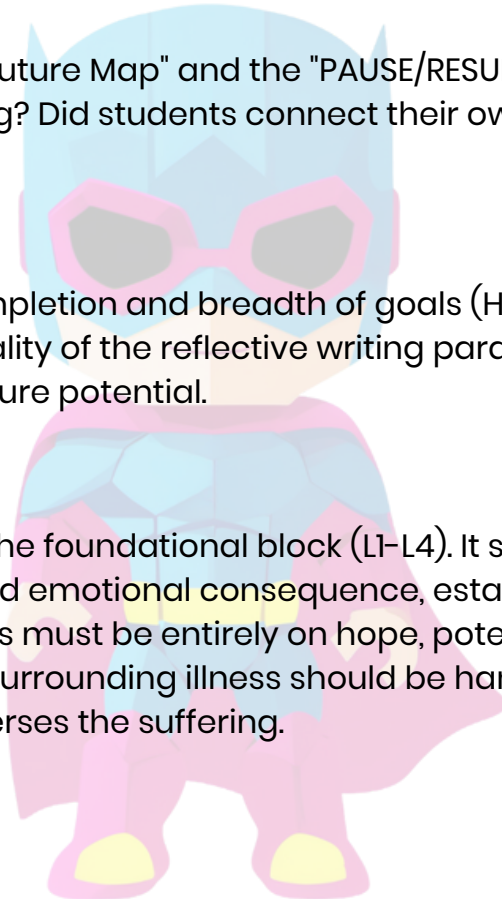 uture Map" and the "PAUSE/RESU
g? Did students connect their ow
npletion and breadth of goals (H
ality of the reflective writing para
ure potential.
he foundational block (L1-L4). It s
d emotional consequence, esta
s must be entirely on hope, pote
urrounding illness should be har
erses the suffering.